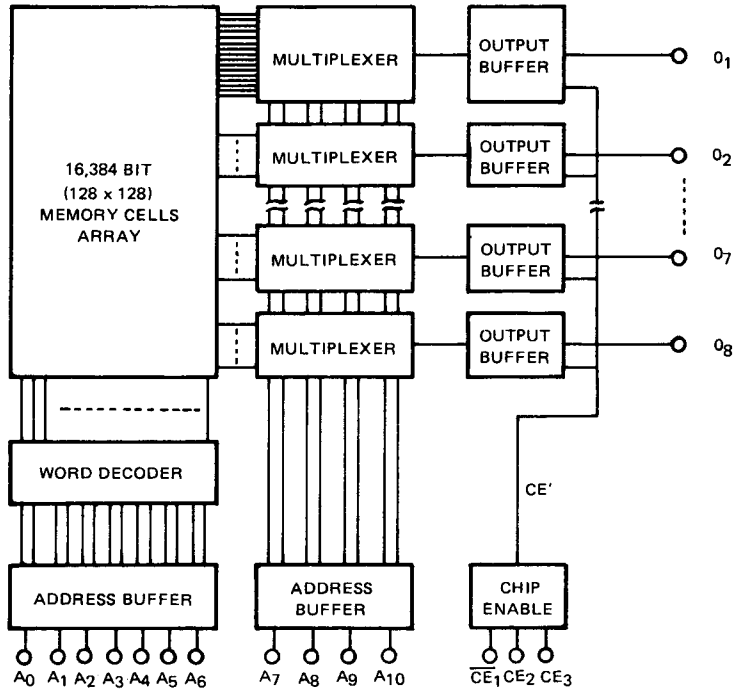 16,384 BIT
(128 x 128)
MEMORY CELLS
ARRAY
MULTIPLEXER
OUTPUT
BUFFER
O1
MULTIPLEXER
OUTPUT
BUFFER
O2
MULTIPLEXER
OUTPUT
BUFFER
O7
MULTIPLEXER
OUTPUT
BUFFER
O8
WORD DECODER
CE'
ADDRESS BUFFER
ADDRESS
BUFFER
CHIP
ENABLE
A0 A1 A2 A3 A4 A5 A6
A7 A8 A9 A10
C̅E̅1 CE2 CE3